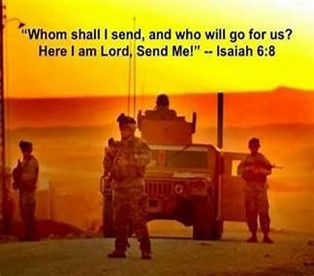 “Whom shall I send, and who will go for us?
Here I am Lord, Send Me!” -- Isaiah 6:8